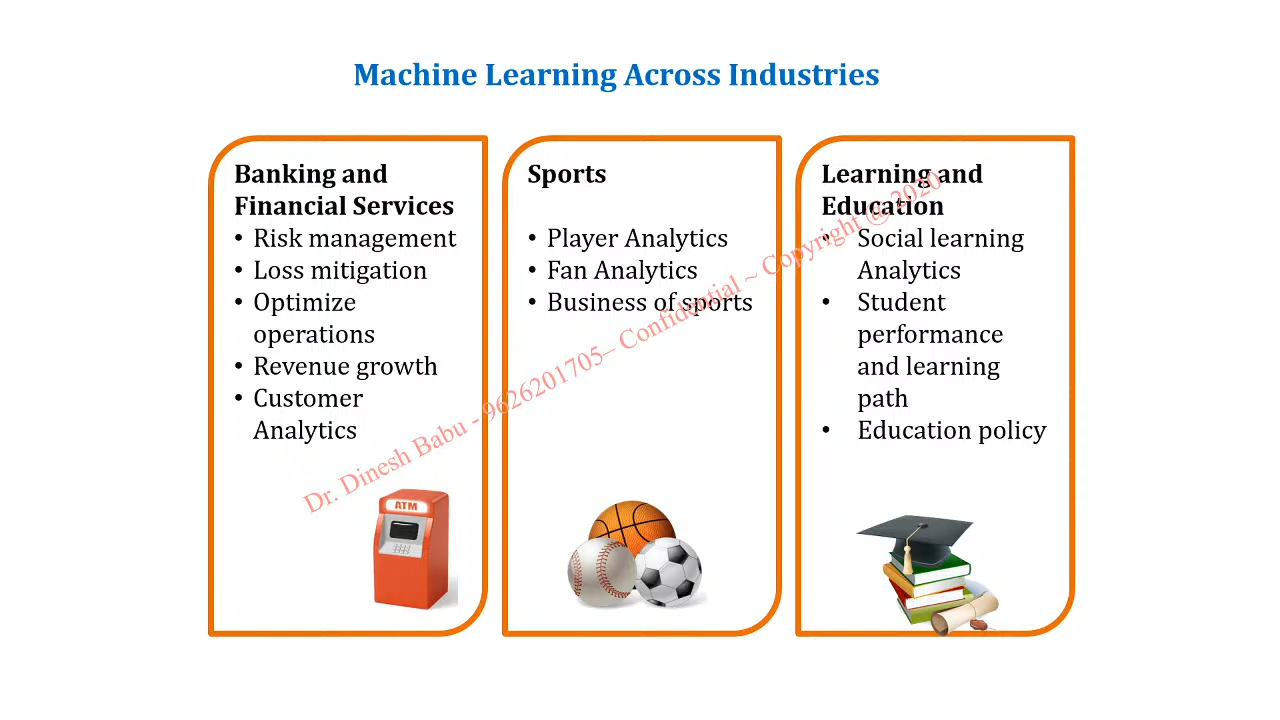 Machine Learning Across Industries
Banking and
Financial Services
• Risk management
• Loss mitigation
• Optimize
operations
• Revenue growth
• Customer
Analytics
ATM
Sports
• Player Analytics
• Fan Analytics
• Business of sports
Learning and
Education
• Social learning
Analytics
• Student
performance
and learning
path
• Education policy
Dr. Dinesh Babu - 9626201705– Confidential ~ Copyright @ 2020